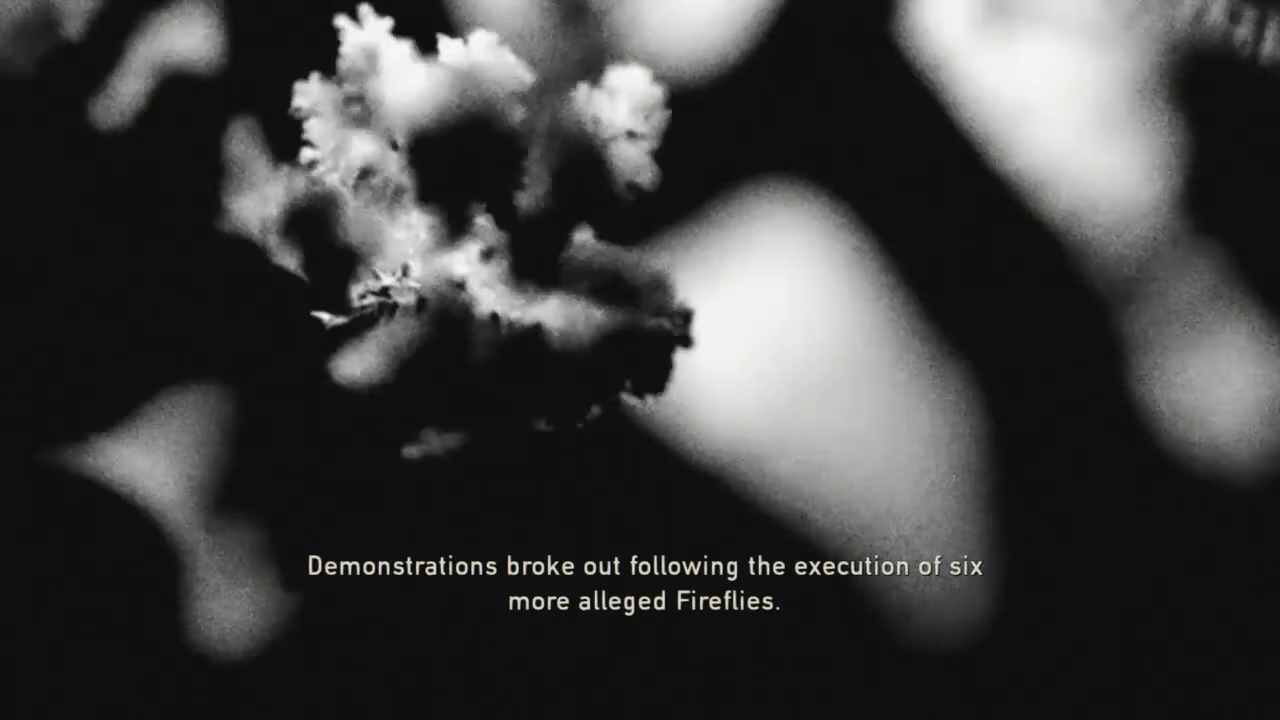 Demonstrations broke out following the execution of six
more alleged Fireflies.